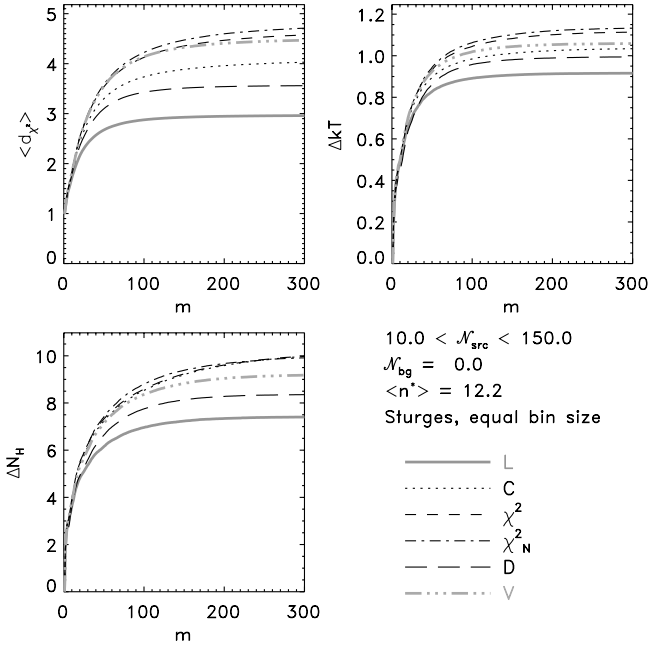 5
4
3
2
1
0
<d_χ²>
0 100 200 300
m
1.2
1.0
0.8
0.6
0.4
0.2
0.0
ΔkT
0 100 200 300
m
10
8
6
4
2
0
ΔN_H
0 100 200 300
m
10.0 < 𝒩_src < 150.0
𝒩_bg = 0.0
<n*> = 12.2
Sturges, equal bin size
L
C
χ²
χ²_N
D
V